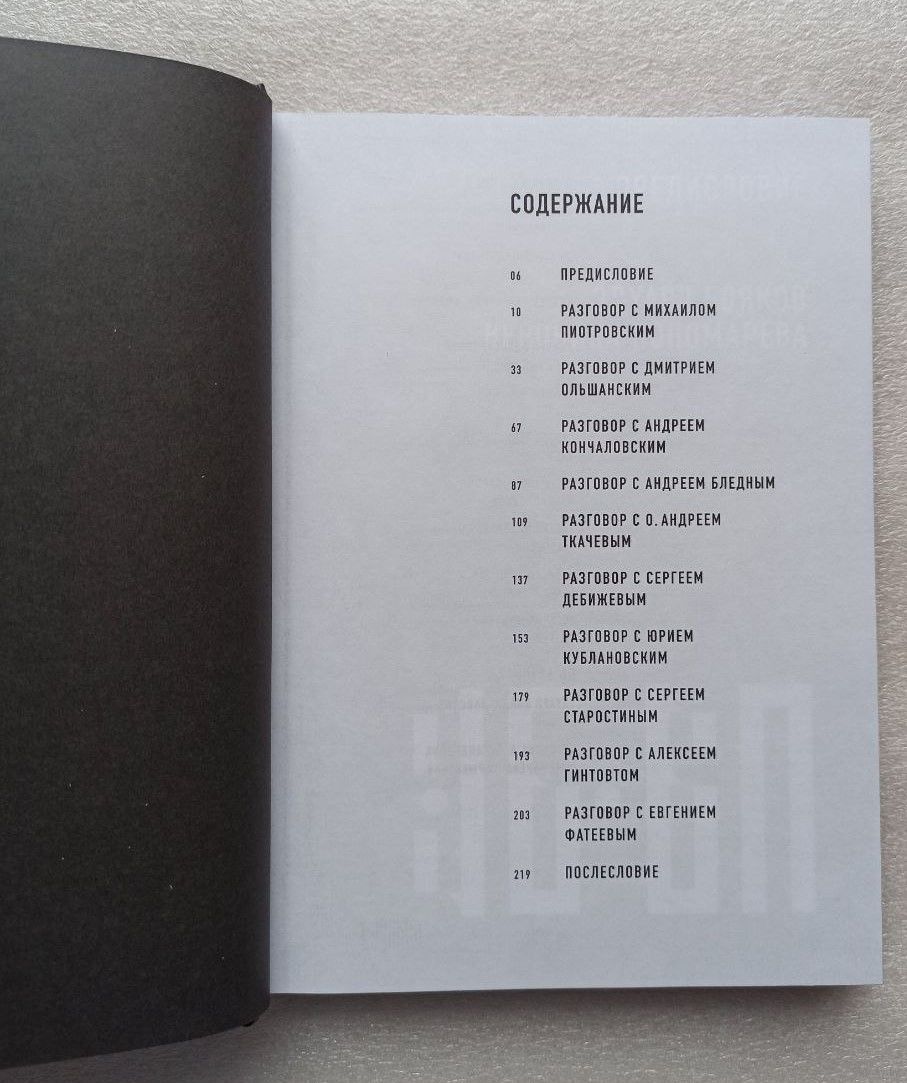 СОДЕРЖАНИЕ
06 ПРЕДИСЛОВИЕ
10 РАЗГОВОР С МИХАИЛОМ
ПИОТРОВСКИМ
33 РАЗГОВОР С ДМИТРИЕМ
ОЛЬШАНСКИМ
67 РАЗГОВОР С АНДРЕЕМ
КОНЧАЛОВСКИМ
87 РАЗГОВОР С АНДРЕЕМ БЛЕДНЫМ
109 РАЗГОВОР С О. АНДРЕЕМ
ТКАЧЕВЫМ
137 РАЗГОВОР С СЕРГЕЕМ
ДЕБИЖЕВЫМ
153 РАЗГОВОР С ЮРИЕМ
КУБЛАНОВСКИМ
179 РАЗГОВОР С СЕРГЕЕМ
СТАРОСТИНЫМ
193 РАЗГОВОР С АЛЕКСЕЕМ
ГИНТОВТОМ
203 РАЗГОВОР С ЕВГЕНИЕМ
ФАТЕЕВЫМ
219 ПОСЛЕСЛОВИЕ